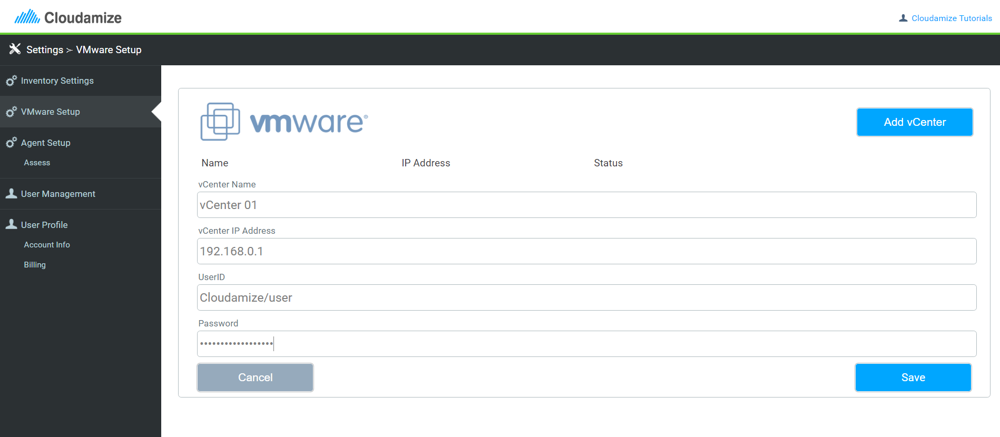 Cloudamize
Cloudamize Tutorials
Settings > VMware Setup
Inventory Settings
VMware Setup
Agent Setup
Assess
User Management
User Profile
Account Info
Billing
vmware®
Add vCenter
Name IP Address Status
vCenter Name
vCenter 01
vCenter IP Address
192.168.0.1
UserID
Cloudamize/user
Password
••••••••••••••••••
Cancel Save